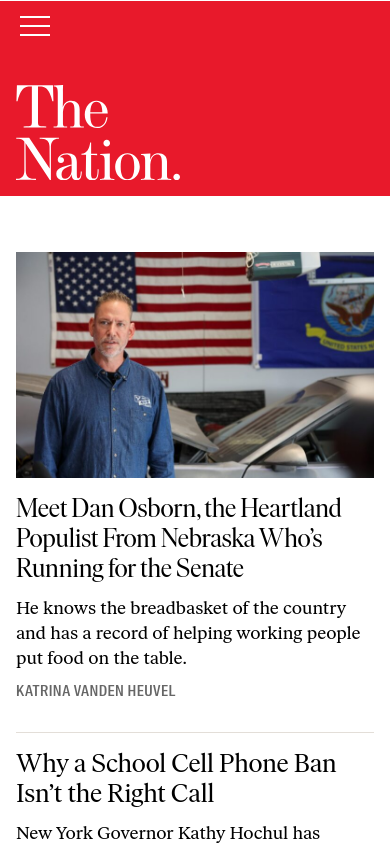 The
Nation.
Meet Dan Osborn, the Heartland
Populist From Nebraska Who’s
Running for the Senate
He knows the breadbasket of the country
and has a record of helping working people
put food on the table.
KATRINA VANDEN HEUVEL
Why a School Cell Phone Ban
Isn’t the Right Call
New York Governor Kathy Hochul has